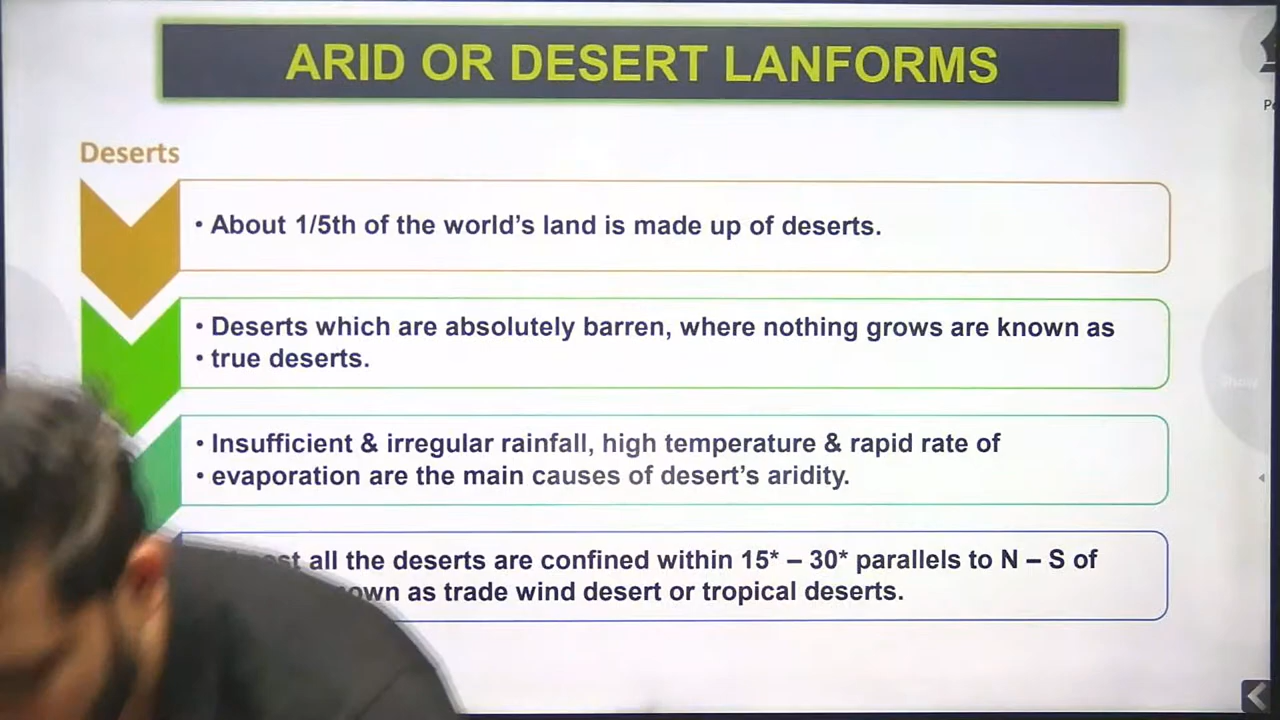 ARID OR DESERT LANFORMS
Deserts
• About 1/5th of the world's land is made up of deserts.
• Deserts which are absolutely barren, where nothing grows are known as
• true deserts.
• Insufficient & irregular rainfall, high temperature & rapid rate of
• evaporation are the main causes of desert's aridity.
all the deserts are confined within 15* – 30* parallels to N – S of
as trade wind desert or tropical deserts.